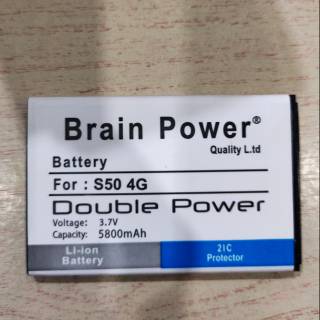 Brain Power®
Quality L.td
Battery
For : S50 4G
Double Power
Voltage: 3.7V
Capacity: 5800mAh
Li-ion
Battery
2IC
Protector